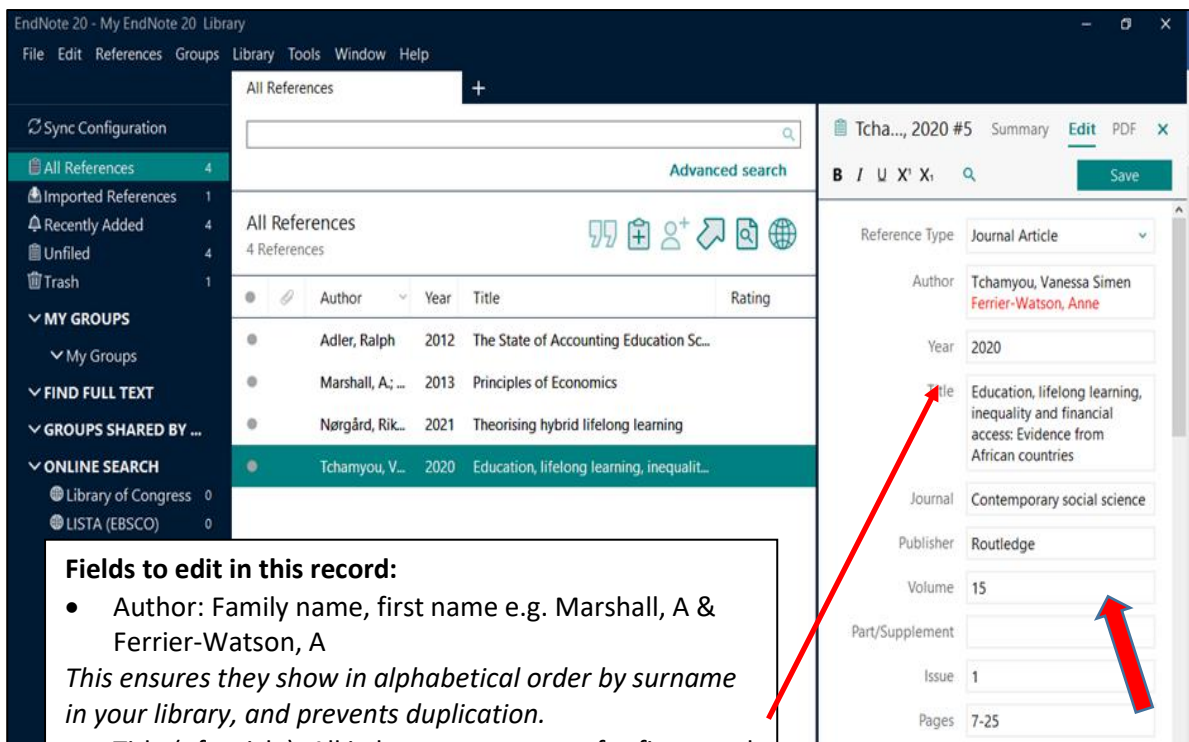 EndNote 20 - My EndNote 20 Library
File Edit References Groups Library Tools Window Help
All References
Sync Configuration
All References 4
Imported References 1
Recently Added 4
Unfiled 4
Trash 1
MY GROUPS
My Groups
FIND FULL TEXT
GROUPS SHARED BY ...
ONLINE SEARCH
Library of Congress 0
LISTA (EBSCO) 0
Advanced search
All References
4 References
Author Year Title Rating
Adler, Ralph 2012 The State of Accounting Education Sc...
Marshall, A.; ... 2013 Principles of Economics
Nørgård, Rik... 2021 Theorising hybrid lifelong learning
Tchamyou, V... 2020 Education, lifelong learning, inequalit...
Tcha..., 2020 #5 Summary Edit PDF
B I U X¹ X₁ Save
Reference Type Journal Article
Author Tchamyou, Vanessa Simen
Ferrier-Watson, Anne
Year 2020
Title Education, lifelong learning,
inequality and financial
access: Evidence from
African countries
Journal Contemporary social science
Publisher Routledge
Volume 15
Part/Supplement
Issue 1
Pages 7-25
Fields to edit in this record:
• Author: Family name, first name e.g. Marshall, A &
Ferrier-Watson, A
This ensures they show in alphabetical order by surname
in your library, and prevents duplication.